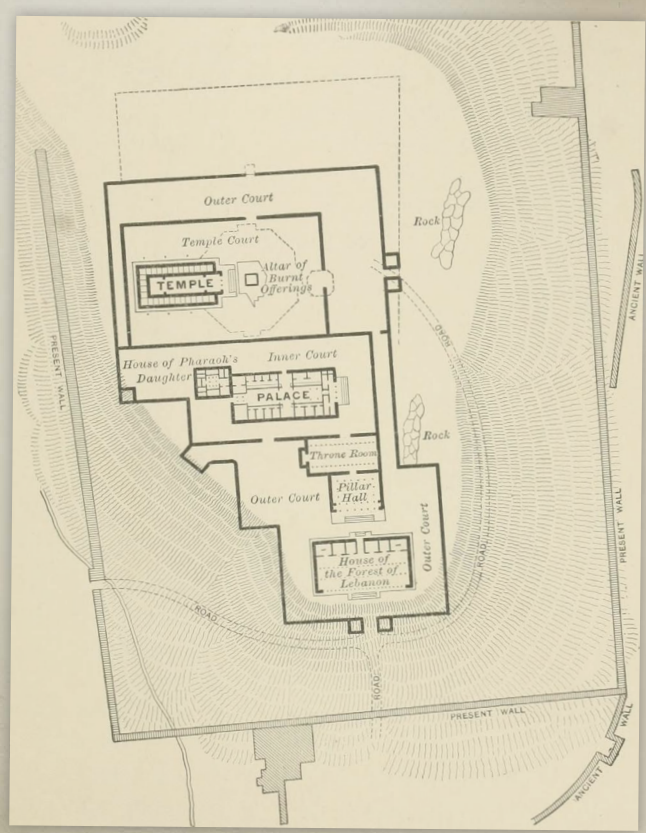 Outer Court
Temple Court
Rock
TEMPLE
Altar of
Burnt
Offerings
ANCIENT WALL
ROAD
PRESENT WALL
House of Pharaoh's
Daughter
Inner Court
PALACE
Rock
Throne Room
Outer Court
Pillar
Hall
Outer Court
PRESENT WALL
House of
the Forest of
Lebanon
ROAD
ROAD
ROAD
PRESENT WALL
ANCIENT WALL